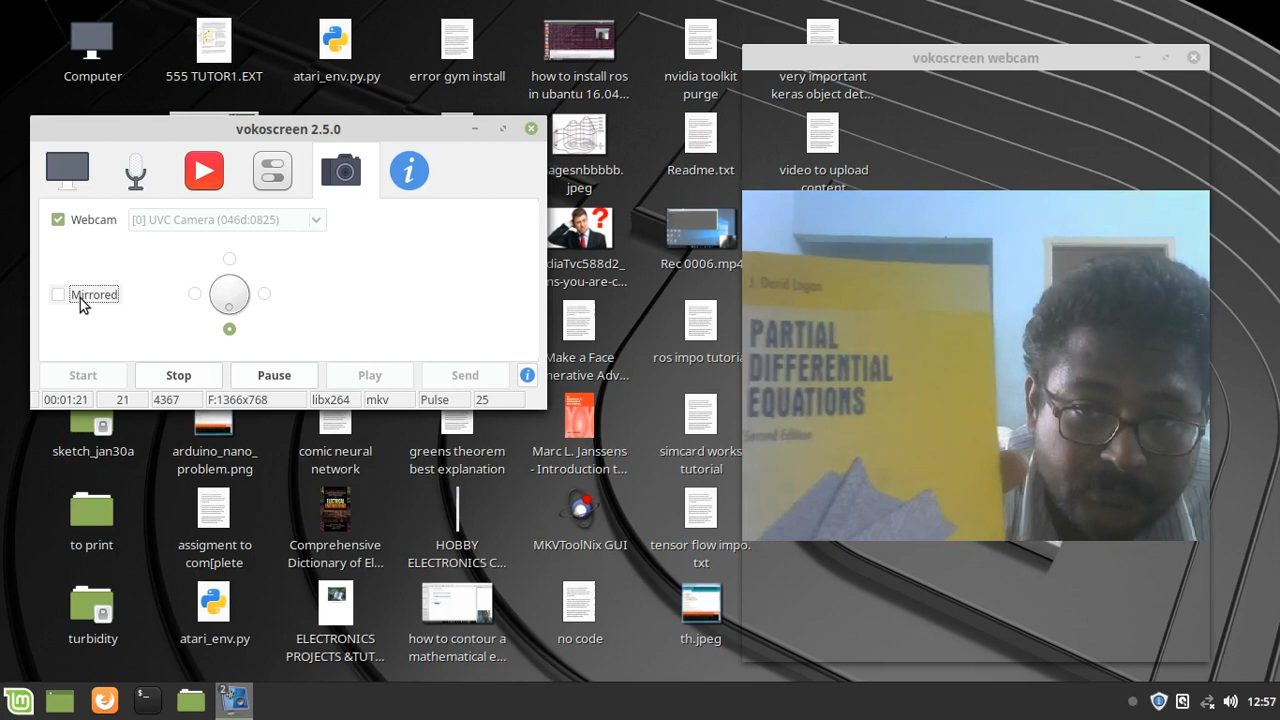 Computer
555 TUTOR1.EXT
atari_env.py.py
error gym install
how to install ros
in ubantu 16.04...
nvidia toolkit
purge
very important
keras object det...
vokoscreen webcam
vokoscreen 2.5.0
Webcam
[0] UVC Camera (046d:0825)
Mirrored
Start
Stop
Pause
Play
Send
00:01:21
21
4367
F:1366x768
libx264
mkv
Pulse
25
agesnbbbbb.
jpeg
Readme.txt
video to upload
content
diaTvc588d2_
ns-you-are-c...
Rec 0006.mp4
Make a Face
nerative Adv...
ros impo tutoria
J. David Logan
PARTIAL
DIFFERENTIAL
EQUATIONS
Second Edition
sketch_jan30a
arduino_nano_
problem.png
comic neural
network
greens theorem
best explanation
Marc L. Janssens
- Introduction t...
simcard works
tutorial
to print
assigment to
com[plete
Comprehensive
Dictionary of El...
HOBBY
ELECTRONICS C...
MKVToolNix GUI
tensor flow impo.
txt
turbidity
atari_env.py
ELECTRONICS
PROJECTS &TUT...
how to contour a
mathematical e...
no code
th.jpeg
12:57